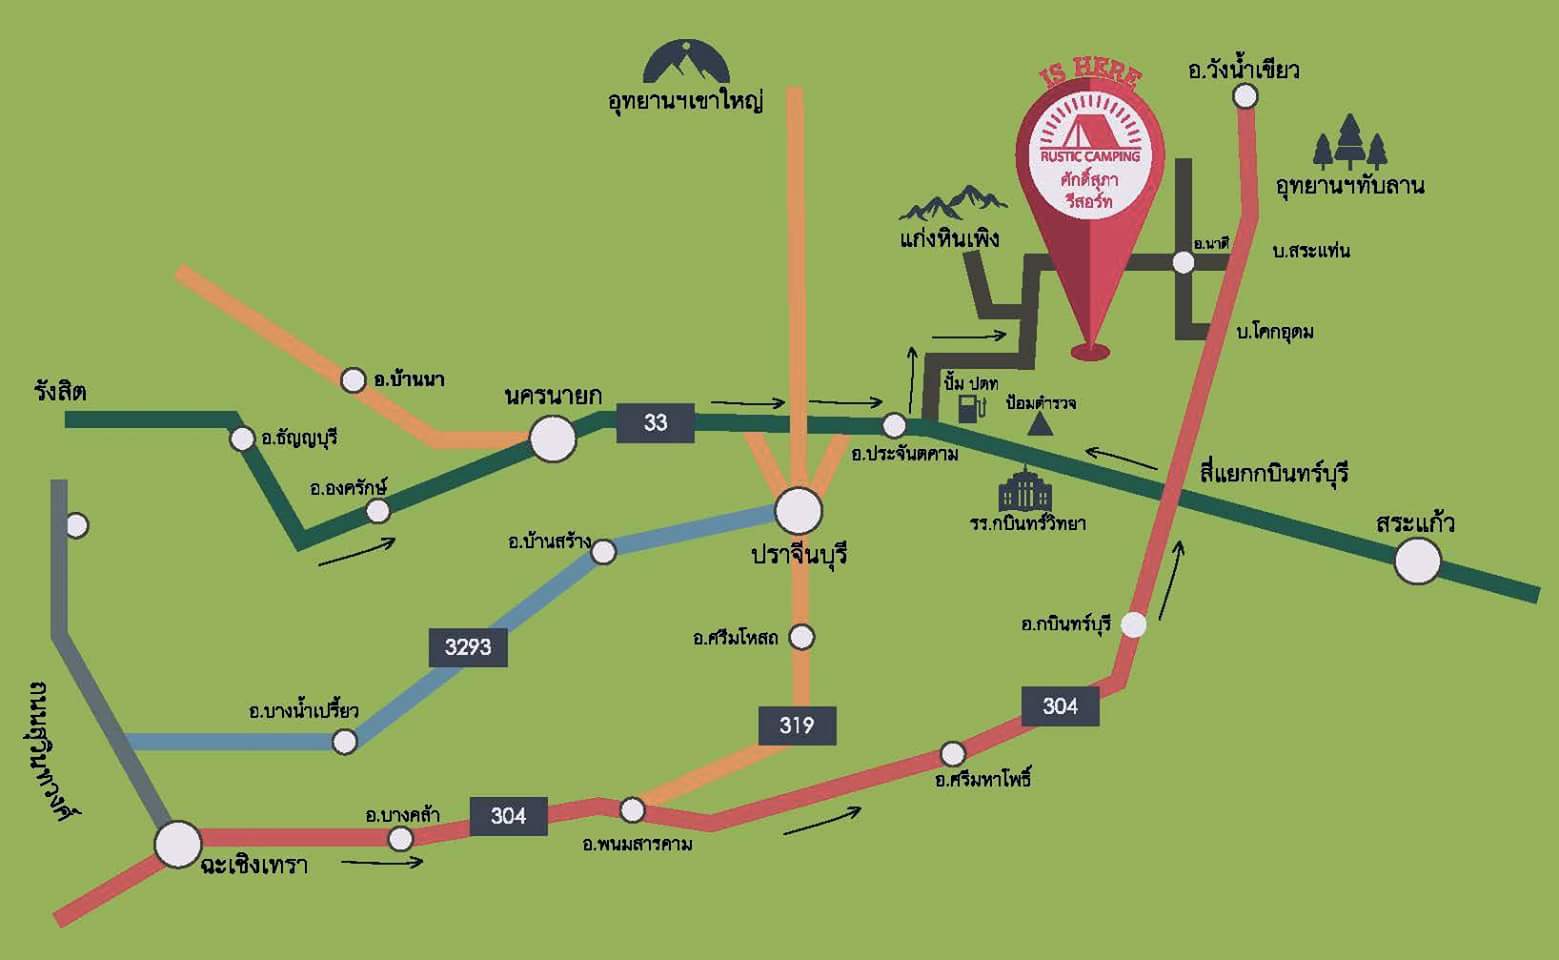 IS HERE
RUSTIC CAMPING
ศักดิ์สุภา
รีสอร์ท
อ.วังน้ำเขียว
อุทยานฯเขาใหญ่
อุทยานฯทับลาน
แก่งหินเพิง
อ.นาดี
บ.สระแท่น
บ.โคกอุดม
รังสิต
อ.บ้านนา
นครนายก
33
ปั้ม ปตท
ป้อมตำรวจ
อ.ธัญญบุรี
อ.ประจันตคาม
สี่แยกกบินทร์บุรี
อ.องครักษ์
รร.กบินทร์วิทยา
สระแก้ว
อ.บ้านสร้าง
ปราจีนบุรี
3293
อ.ศรีมโหสถ
อ.กบินทร์บุรี
ถนนสุวินทวงศ์
อ.บางน้ำเปรี้ยว
319
304
อ.ศรีมหาโพธิ์
อ.บางคล้า
304
อ.พนมสารคาม
ฉะเชิงเทรา